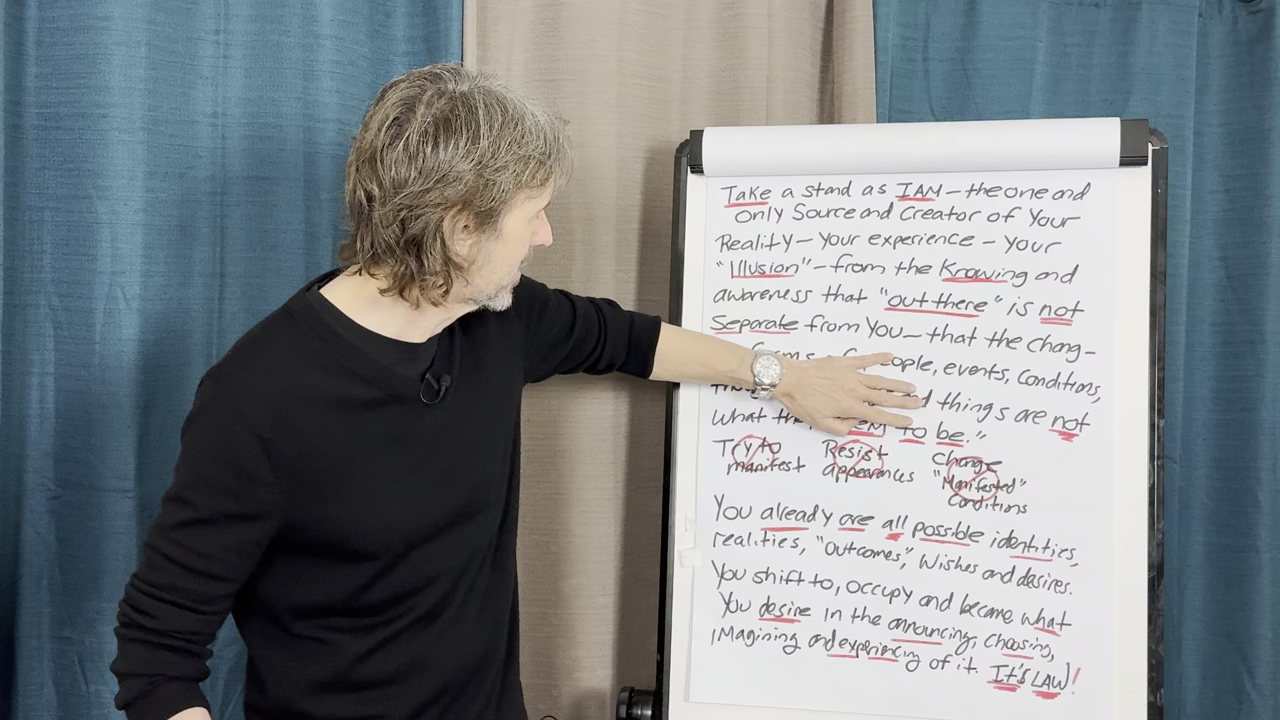 Take a stand as I AM – the one and
only Source and Creator of Your
Reality – your experience – your
"Illusion" – from the Knowing and
awareness that "out there" is not
Separate from You – that the chang-
people, events, conditions,
things are not
what to be."
Try to manifest
Resist appearances
Change "Manifested" Conditions
You already are all possible identities,
realities, "outcomes", Wishes and desires.
You shift to, occupy and become what
You desire in the announcing, choosing,
imagining and experiencing of it. It's LAW!